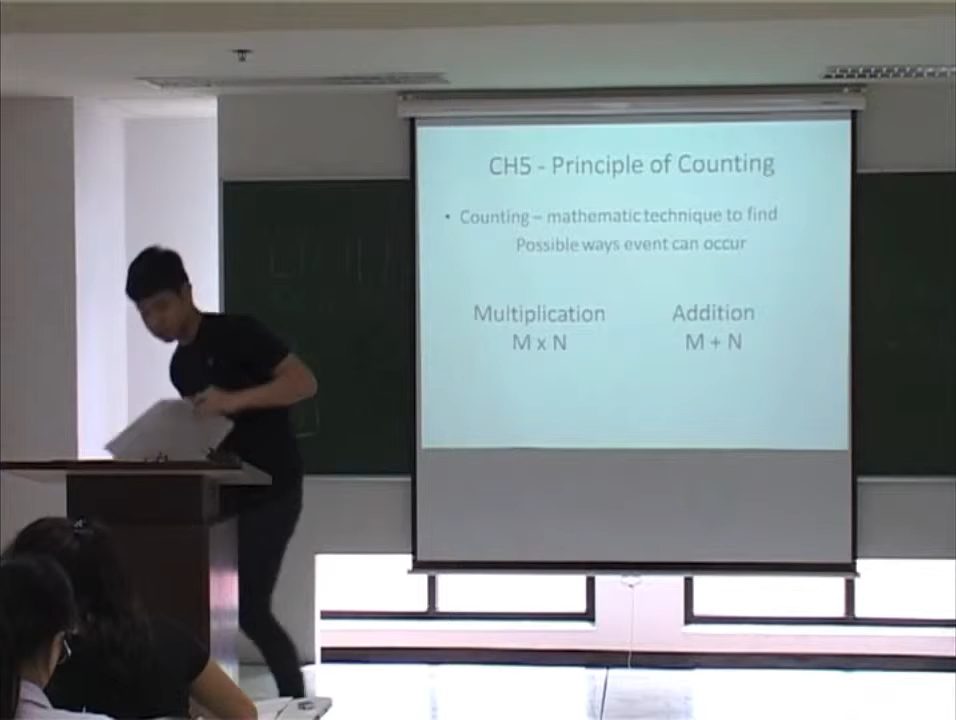 CH5 - Principle of Counting
• Counting – mathematic technique to find
Possible ways event can occur
Multiplication
M x N
Addition
M + N